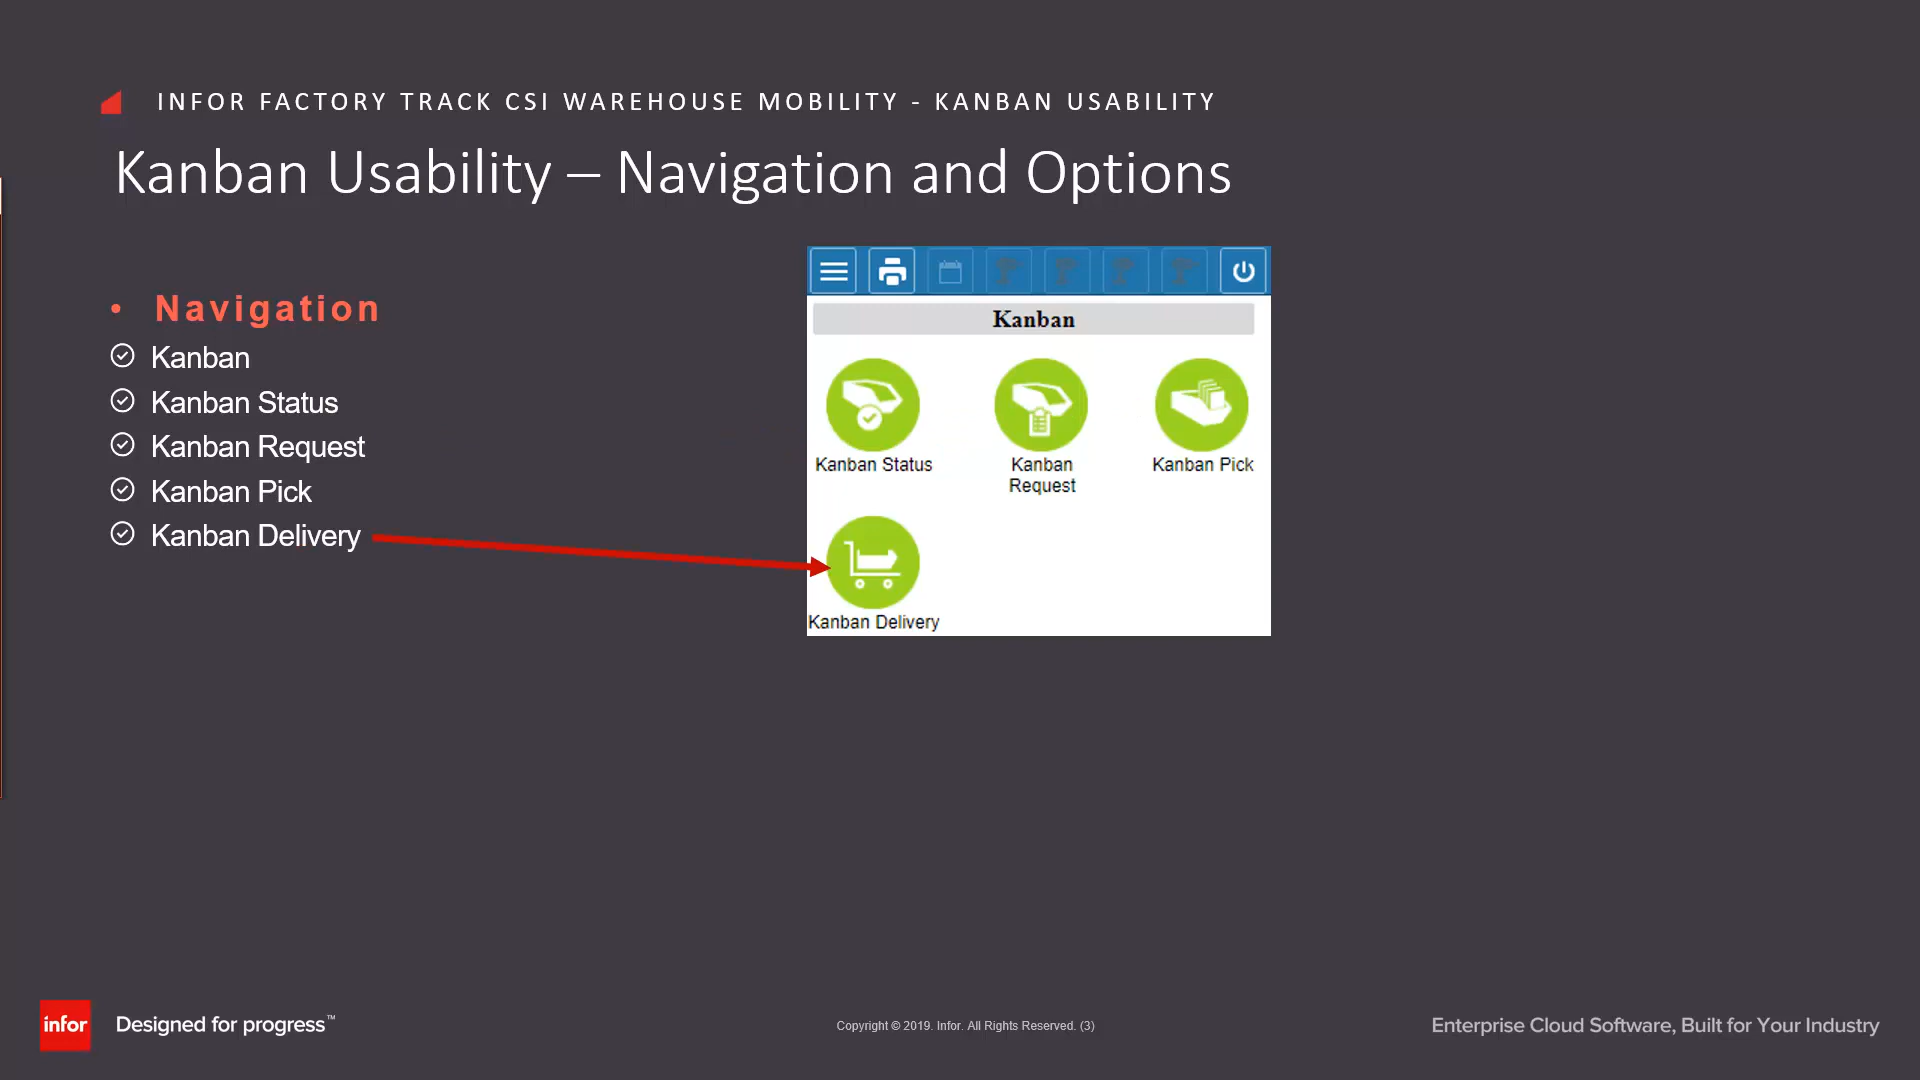 INFOR FACTORY TRACK CSI WAREHOUSE MOBILITY - KANBAN USABILITY
Kanban Usability – Navigation and Options
• Navigation
Kanban
Kanban Status
Kanban Request
Kanban Pick
Kanban Delivery
Kanban
Kanban Status
Kanban
Request
Kanban Pick
Kanban Delivery
infor
Designed for progress™
Copyright © 2019. Infor. All Rights Reserved. (3)
Enterprise Cloud Software, Built for Your Industry